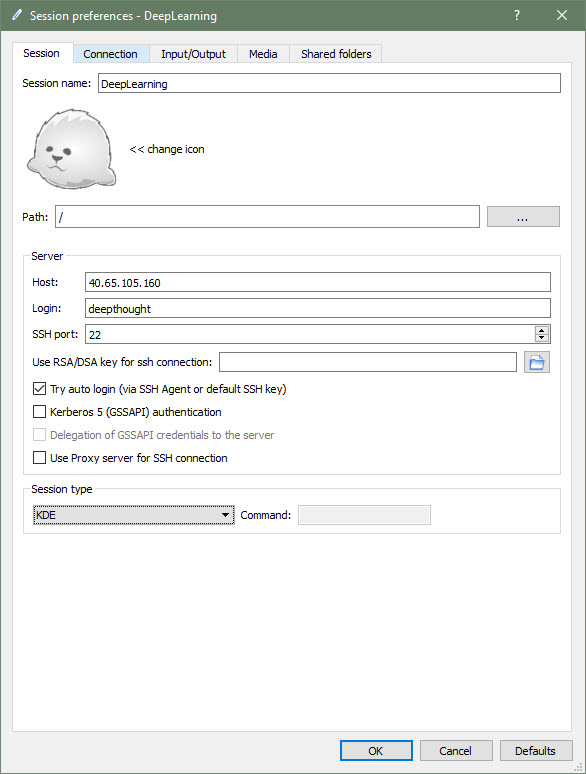 Session preferences - DeepLearning ?
Session Connection Input/Output Media Shared folders
Session name: DeepLearning
<< change icon
Path: / ...
Server
Host: 40.65.105.160
Login: deepthought
SSH port: 22
Use RSA/DSA key for ssh connection:
Try auto login (via SSH Agent or default SSH key)
Kerberos 5 (GSSAPI) authentication
Delegation of GSSAPI credentials to the server
Use Proxy server for SSH connection
Session type
KDE Command:
OK Cancel Defaults